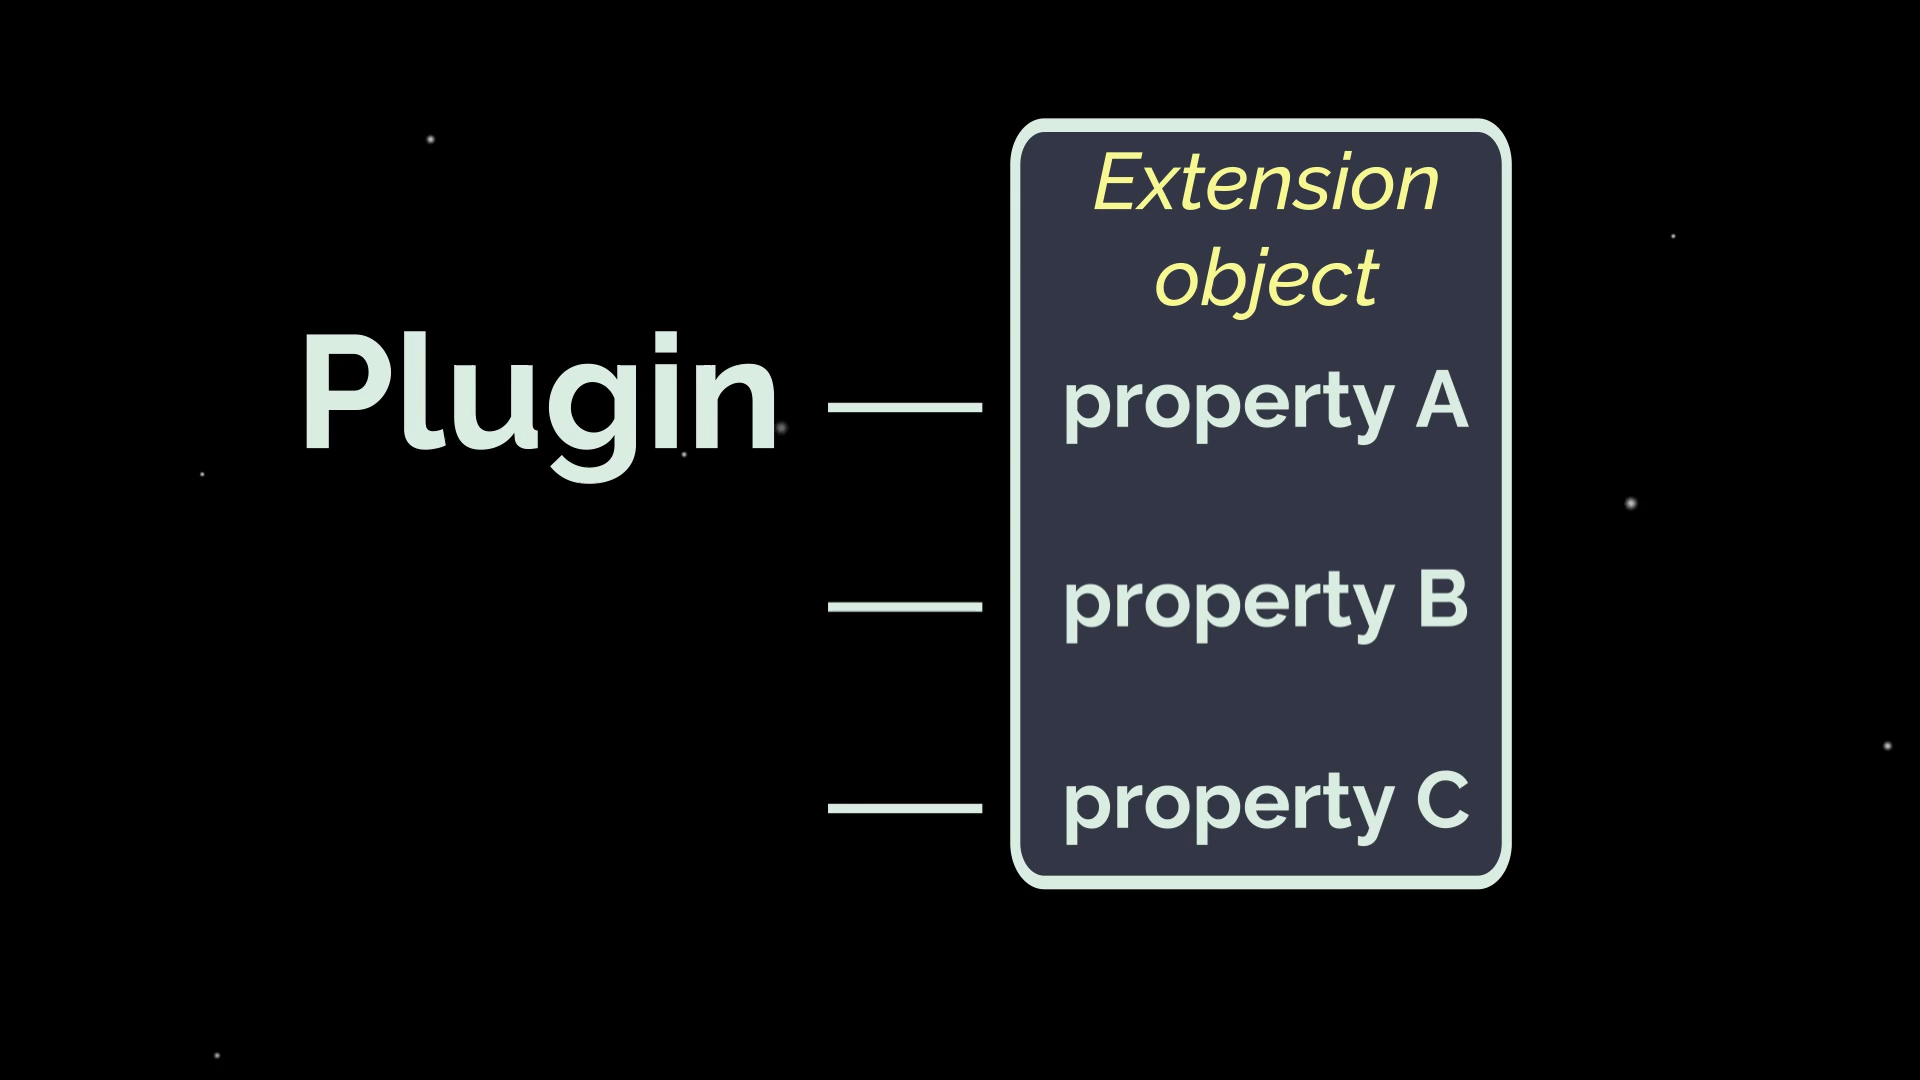 Extension
object
Plugin
property A
property B
property C